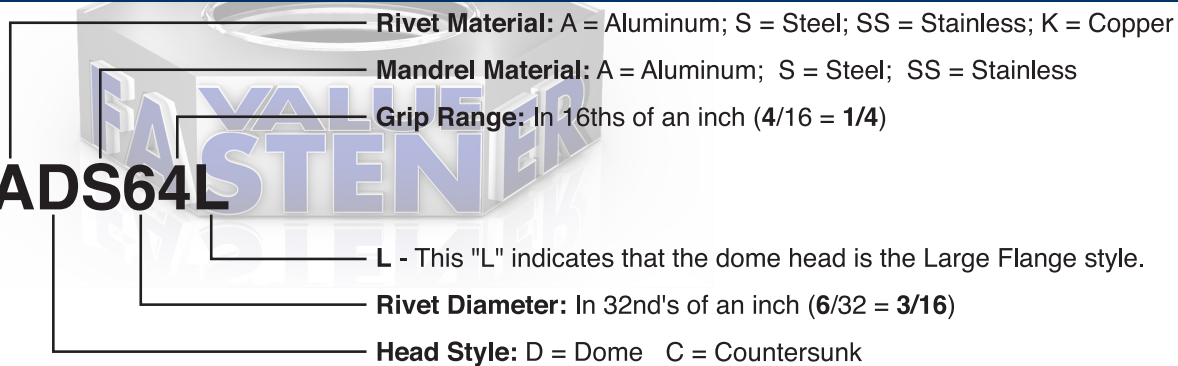 Rivet Material: A = Aluminum; S = Steel; SS = Stainless; K = Copper
Mandrel Material: A = Aluminum; S = Steel; SS = Stainless
Grip Range: In 16ths of an inch (4/16 = 1/4)
VALUE
FASTENER
ADS64L
L - This "L" indicates that the dome head is the Large Flange style.
Rivet Diameter: In 32nd's of an inch (6/32 = 3/16)
Head Style: D = Dome C = Countersunk